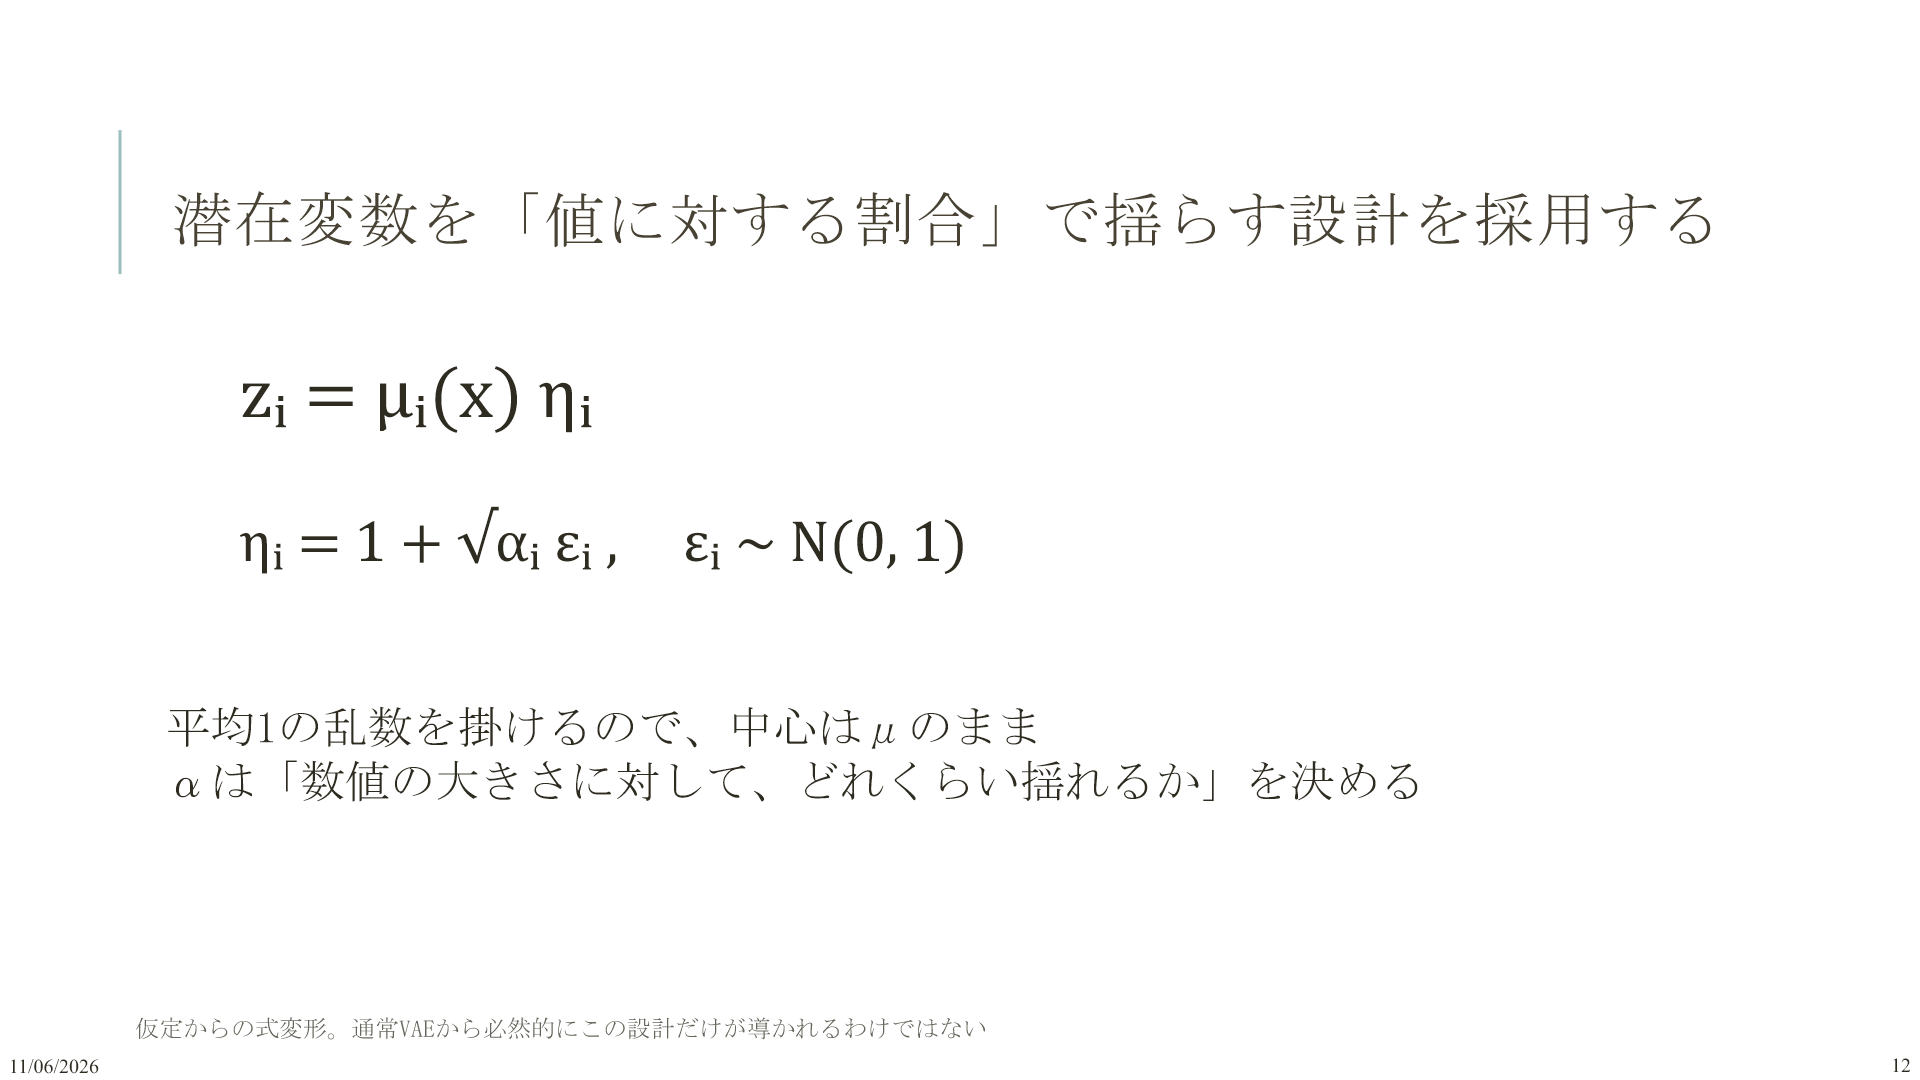 潜在変数を「値に対する割合」で揺らす設計を採用する
zᵢ = μᵢ(x) ηᵢ
ηᵢ = 1 + √αᵢ εᵢ ,　εᵢ ~ N(0, 1)
平均1の乱数を掛けるので、中心はμのまま
αは「数値の大きさに対して、どれくらい揺れるか」を決める
仮定からの式変形。通常VAEから必然的にこの設計だけが導かれるわけではない
11/06/2026
12